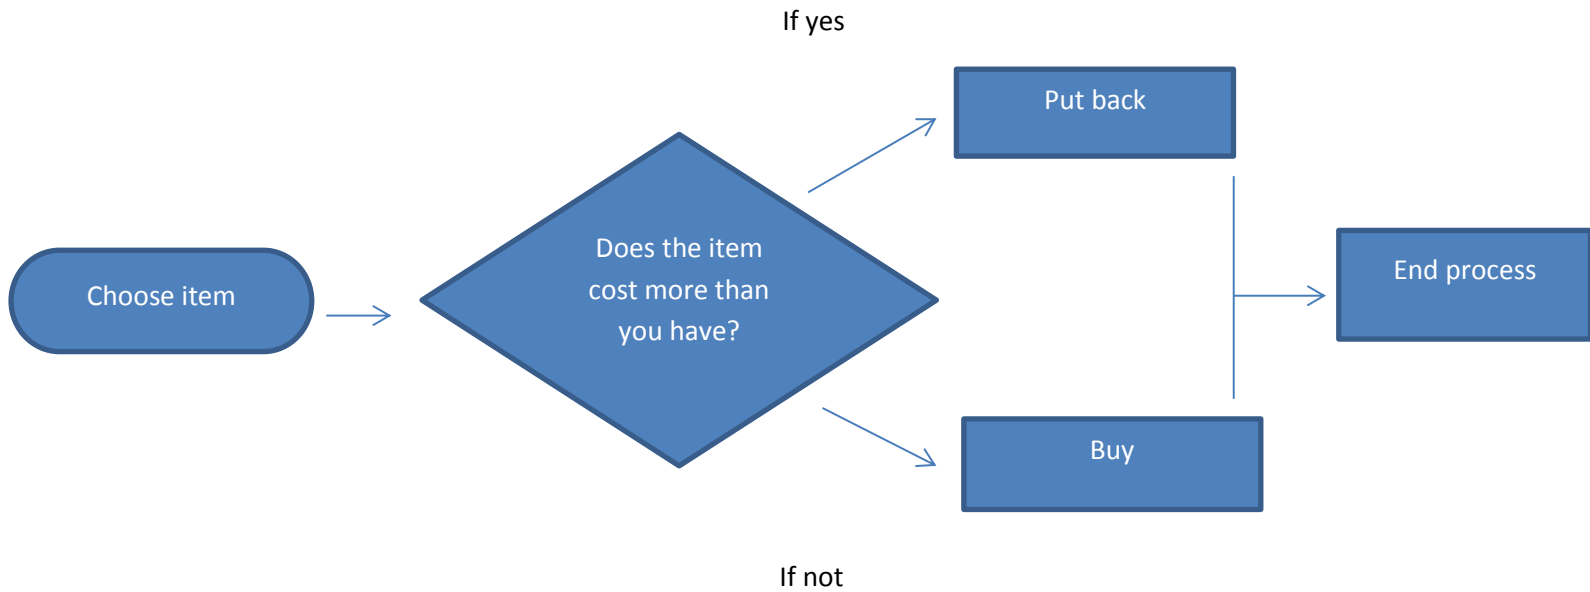 If yes
Put back
Choose item
Does the item
cost more than
you have?
End process
Buy
If not